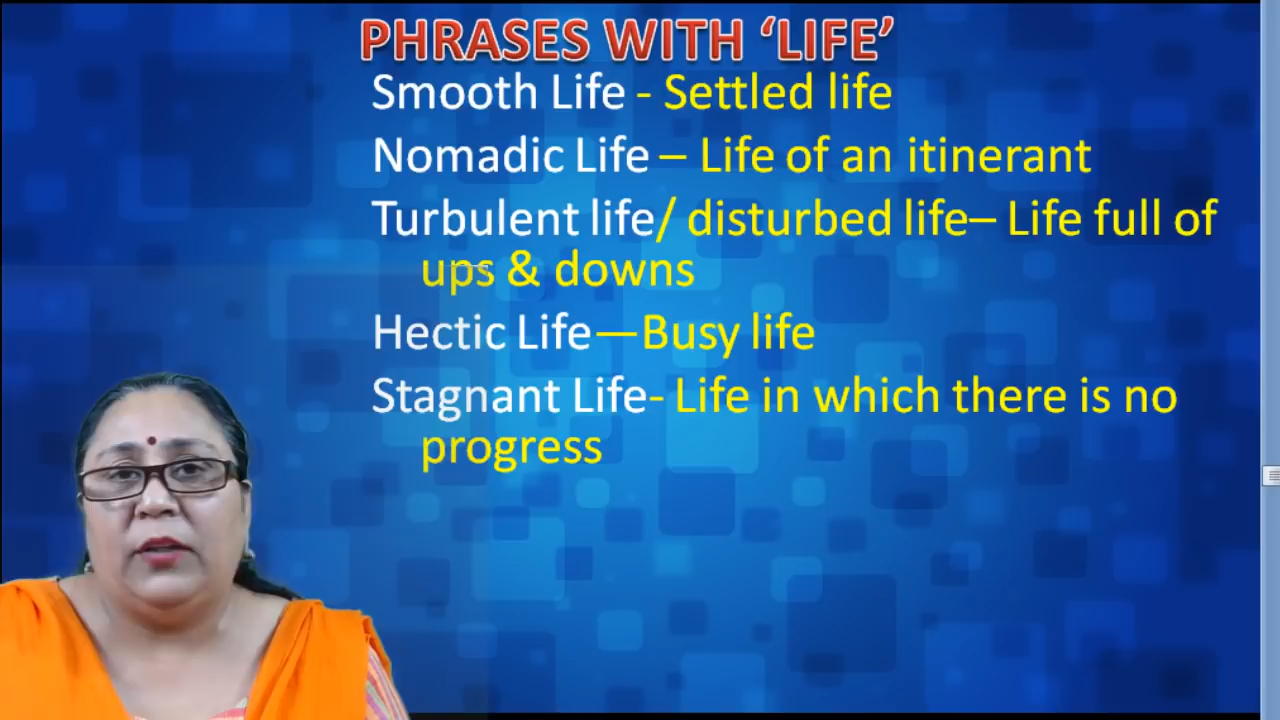 PHRASES WITH ‘LIFE’
Smooth Life - Settled life
Nomadic Life – Life of an itinerant
Turbulent life/ disturbed life– Life full of
ups & downs
Hectic Life—Busy life
Stagnant Life- Life in which there is no
progress